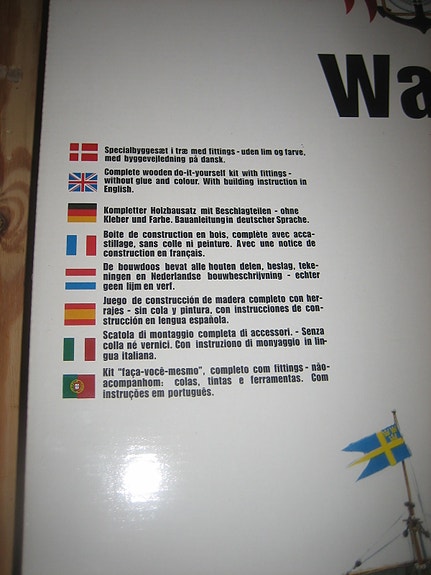 Wa
Specialbyggesæt i træ med fittings - uden lim og farve,
med byggevejledning på dansk.
Complete wooden do-it-yourself kit with fittings -
without glue and colour. With building instruction in
English.
Kompletter Holzbausatz mit Beschlagteilen - ohne
Kleber und Farbe. Bauanleitung in deutscher Sprache.
Boite de construction en bois, complète avec acca-
stillage, sans colle ni peinture. Avec une notice de
construction en français.
De bouwdoos bevat alle houten delen, beslag, teke-
ningen en Nederlandse bouwbeschrijving - echter
geen lijm en verf.
Juego de construcción de madera completo con her-
rajes - sin cola y pintura, con instrucciones de con-
strucción en lengua española.
Scatola di montaggio completa di accessori. - Senza
colla né vernici. Con instruziono di monyaggio in lin-
gua italiana.
Kit "faça-você-mesmo", completo com fittings - não-
acompanhom: colas, tintas e ferramentas. Com
instruções em português.